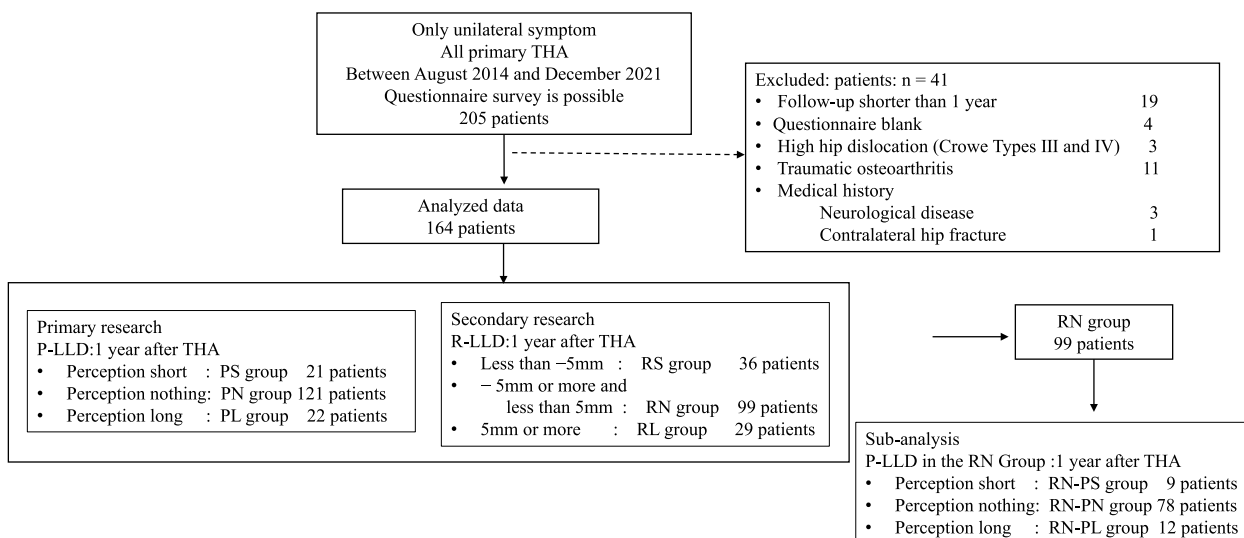 Only unilateral symptom
All primary THA
Between August 2014 and December 2021
Questionnaire survey is possible
205 patients
Excluded: patients: n = 41
• Follow-up shorter than 1 year 19
• Questionnaire blank 4
• High hip dislocation (Crowe Types III and IV) 3
• Traumatic osteoarthritis 11
• Medical history
Neurological disease 3
Contralateral hip fracture 1
Analyzed data
164 patients
Primary research
P-LLD:1 year after THA
• Perception short : PS group 21 patients
• Perception nothing: PN group 121 patients
• Perception long : PL group 22 patients
Secondary research
R-LLD:1 year after THA
• Less than −5mm : RS group 36 patients
• − 5mm or more and
less than 5mm : RN group 99 patients
• 5mm or more : RL group 29 patients
RN group
99 patients
Sub-analysis
P-LLD in the RN Group :1 year after THA
• Perception short : RN-PS group 9 patients
• Perception nothing: RN-PN group 78 patients
• Perception long : RN-PL group 12 patients